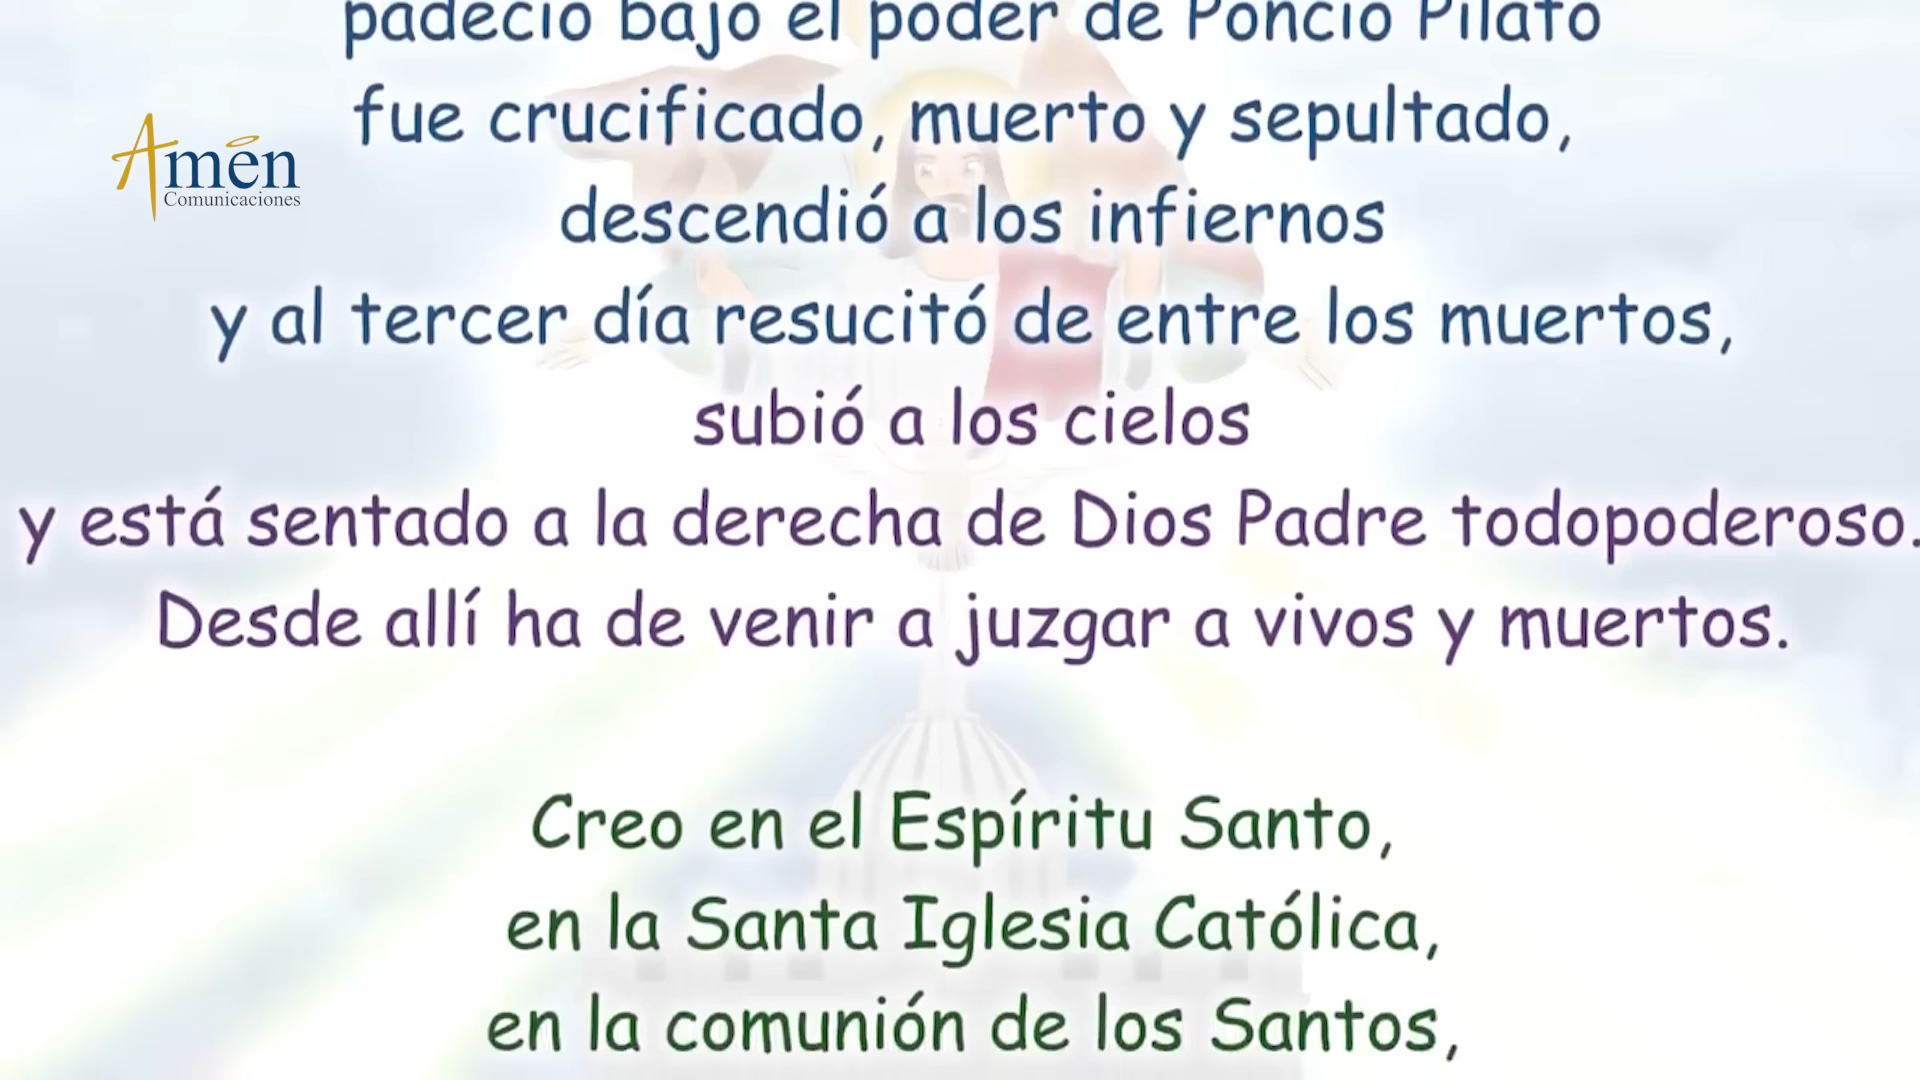 padeció bajo el poder de Poncio Pilato
fue crucificado, muerto y sepultado,
Amén
Comunicaciones
descendió a los infiernos
y al tercer día resucitó de entre los muertos,
subió a los cielos
y está sentado a la derecha de Dios Padre todopoderoso.
Desde allí ha de venir a juzgar a vivos y muertos.
Creo en el Espíritu Santo,
en la Santa Iglesia Católica,
en la comunión de los Santos,